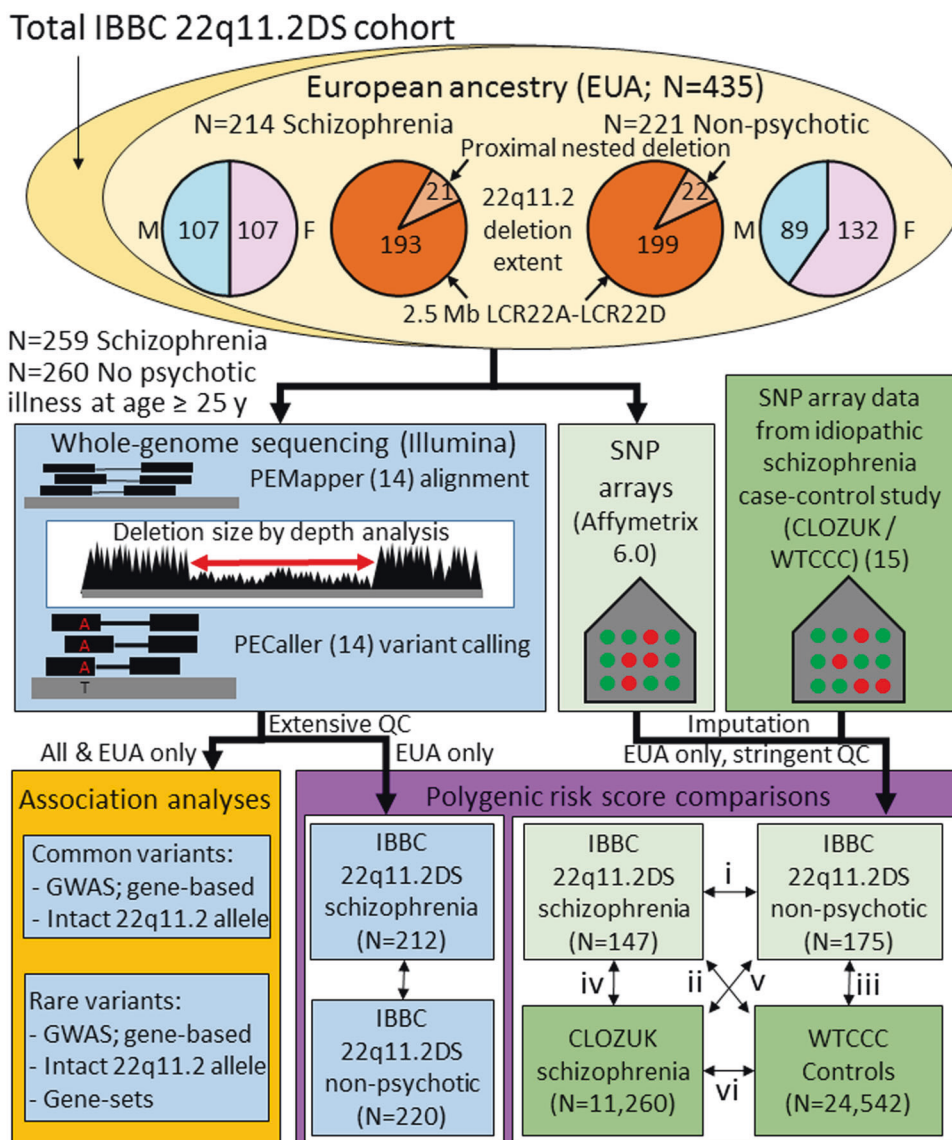 Total IBBC 22q11.2DS cohort
European ancestry (EUA; N=435)
N=214 Schizophrenia
N=221 Non-psychotic
Proximal nested deletion
M
107
107
F
21
193
22q11.2
deletion
extent
22
199
M
89
132
F
2.5 Mb LCR22A-LCR22D
N=259 Schizophrenia
N=260 No psychotic
illness at age ≥ 25 y
Whole-genome sequencing (Illumina)
PEMapper (14) alignment
Deletion size by depth analysis
A
A
A
T
PECaller (14) variant calling
SNP
arrays
(Affymetrix
6.0)
SNP array data
from idiopathic
schizophrenia
case-control study
(CLOZUK /
WTCCC) (15)
Extensive QC
All & EUA only
EUA only
Imputation
EUA only, stringent QC
Association analyses
Common variants:
- GWAS; gene-based
- Intact 22q11.2 allele
Rare variants:
- GWAS; gene-based
- Intact 22q11.2 allele
- Gene-sets
Polygenic risk score comparisons
IBBC
22q11.2DS
schizophrenia
(N=212)
IBBC
22q11.2DS
non-psychotic
(N=220)
IBBC
22q11.2DS
schizophrenia
(N=147)
i
IBBC
22q11.2DS
non-psychotic
(N=175)
iv
ii
v
iii
CLOZUK
schizophrenia
(N=11,260)
vi
WTCCC
Controls
(N=24,542)